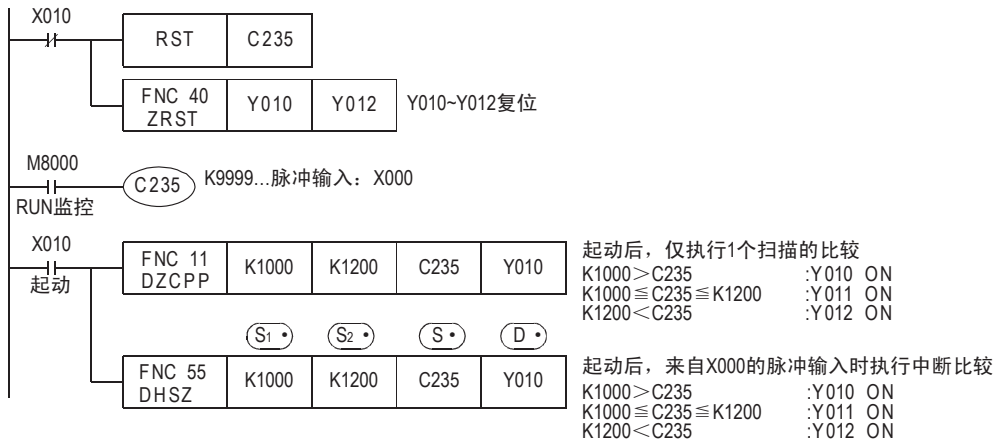 X010
RST C235
FNC 40 ZRST Y010 Y012 Y010~Y012复位
M8000
RUN监控
C235 K9999...脉冲输入：X000
X010
起动
FNC 11 DZCPP K1000 K1200 C235 Y010
起动后，仅执行1个扫描的比较
K1000＞C235 :Y010 ON
K1000≦C235≦K1200 :Y011 ON
K1200＜C235 :Y012 ON
S1• S2• S• D•
FNC 55 DHSZ K1000 K1200 C235 Y010
起动后，来自X000的脉冲输入时执行中断比较
K1000＞C235 :Y010 ON
K1000≦C235≦K1200 :Y011 ON
K1200＜C235 :Y012 ON